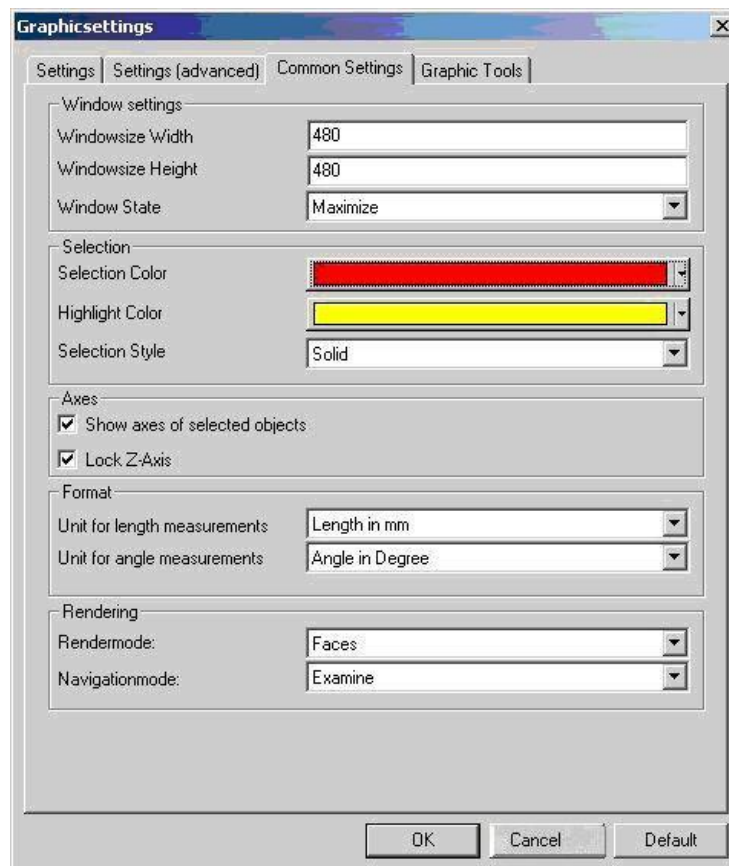 Graphicsettings
Settings
Settings (advanced)
Common Settings
Graphic Tools
Window settings
Windowsize Width
480
Windowsize Height
480
Window State
Maximize
Selection
Selection Color
Highlight Color
Selection Style
Solid
Axes
Show axes of selected objects
Lock Z-Axis
Format
Unit for length measurements
Length in mm
Unit for angle measurements
Angle in Degree
Rendering
Rendermode:
Faces
Navigationmode:
Examine
OK
Cancel
Default